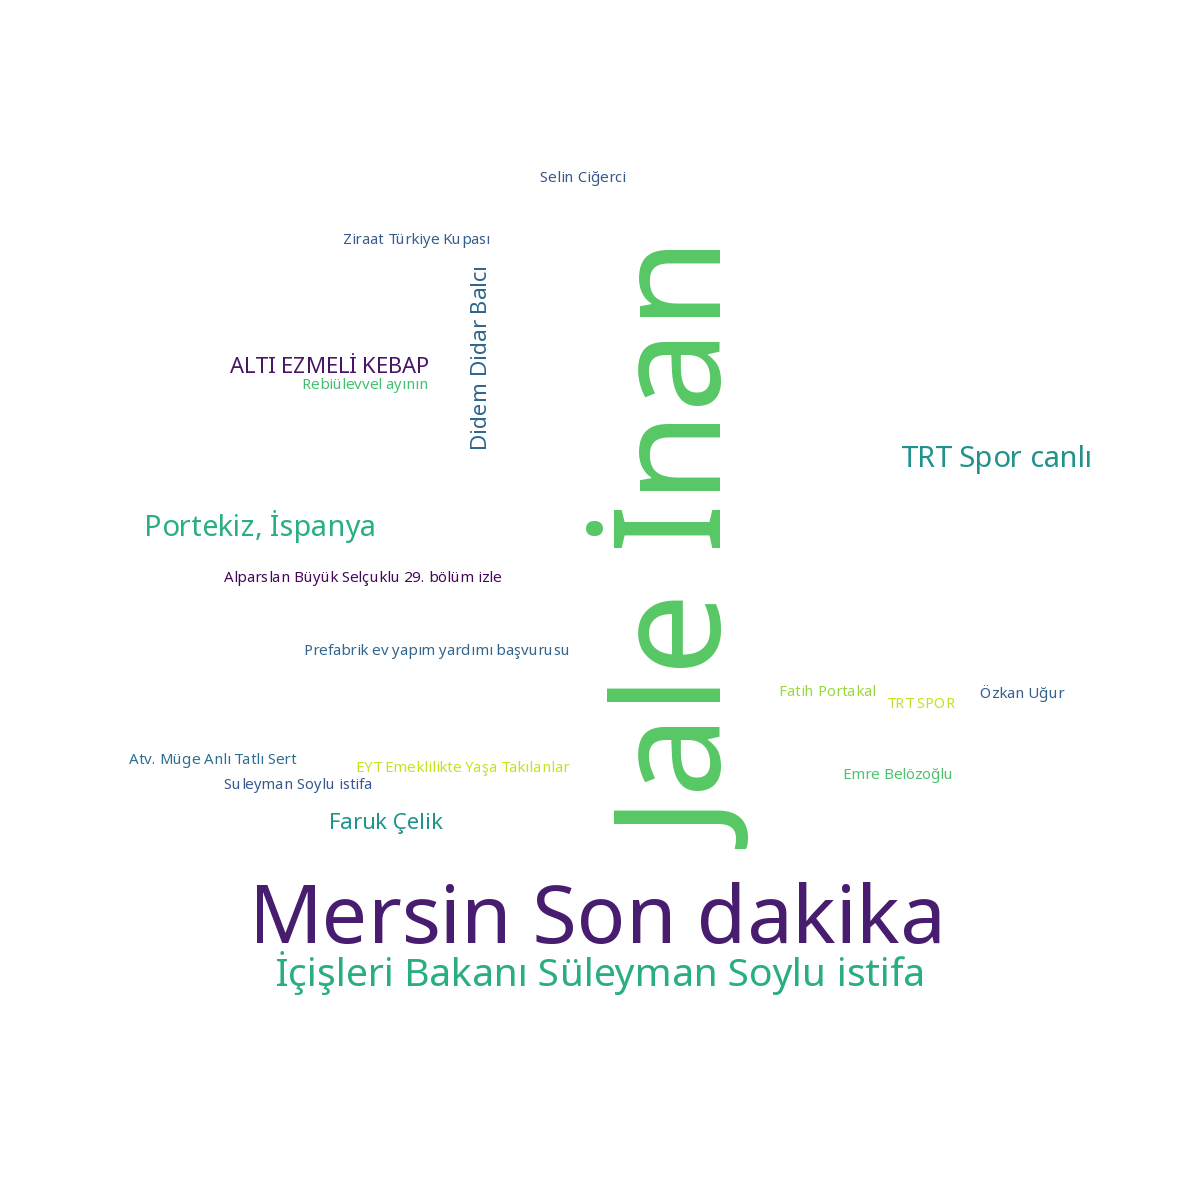 Selin Ciğerci
Ziraat Türkiye Kupası
Didem Didar Balcı
Jale İnan
ALTI EZMELİ KEBAP
Rebiülevvel ayının
TRT Spor canlı
Portekiz, İspanya
Alparslan Büyük Selçuklu 29. bölüm izle
Prefabrik ev yapım yardımı başvurusu
Fatih Portakal
TRT SPOR
Özkan Uğur
Atv. Müge Anlı Tatlı Sert
EYT Emeklilikte Yaşa Takılanlar
Emre Belözoğlu
Suleyman Soylu istifa
Faruk Çelik
Mersin Son dakika
İçişleri Bakanı Süleyman Soylu istifa